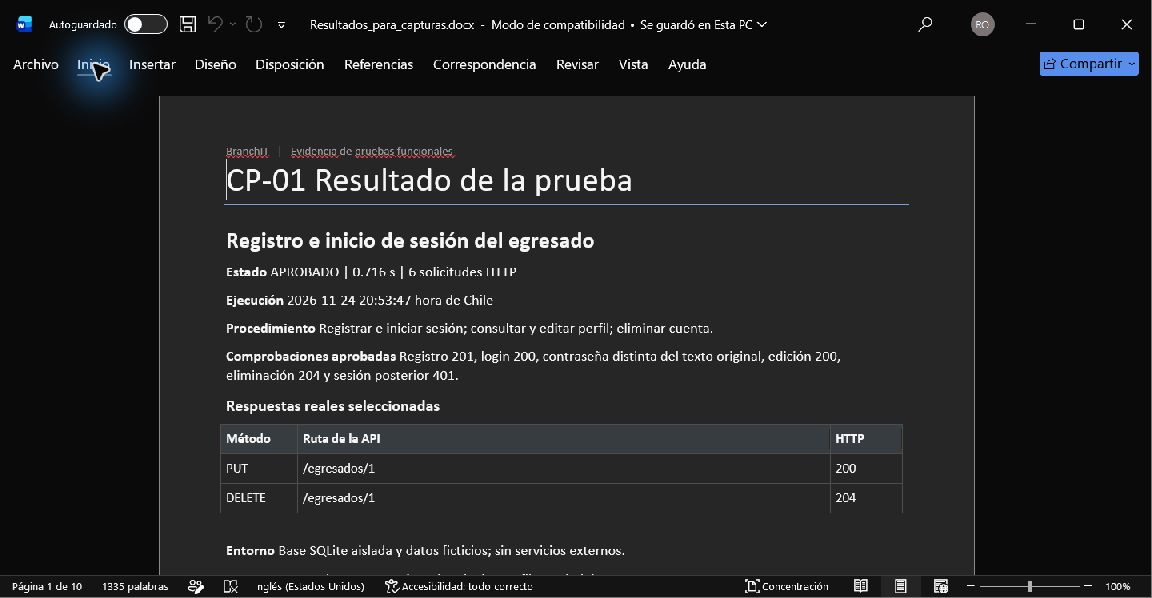 Autoguardado Resultados_para_capturas.docx - Modo de compatibilidad • Se guardó en Esta PC RO
Archivo Inicio Insertar Diseño Disposición Referencias Correspondencia Revisar Vista Ayuda Compartir
BranchIT | Evidencia de pruebas funcionales
CP-01 Resultado de la prueba
Registro e inicio de sesión del egresado
Estado APROBADO | 0.716 s | 6 solicitudes HTTP
Ejecución 2026-11-24 20:53:47 hora de Chile
Procedimiento Registrar e iniciar sesión; consultar y editar perfil; eliminar cuenta.
Comprobaciones aprobadas Registro 201, login 200, contraseña distinta del texto original, edición 200,
eliminación 204 y sesión posterior 401.
Respuestas reales seleccionadas
Método Ruta de la API HTTP
PUT /egresados/1 200
DELETE /egresados/1 204
Entorno Base SQLite aislada y datos ficticios; sin servicios externos.
Página 1 de 10 1335 palabras nglés (Estados Unidos) Accesibilidad: todo correcto Concentración 100%